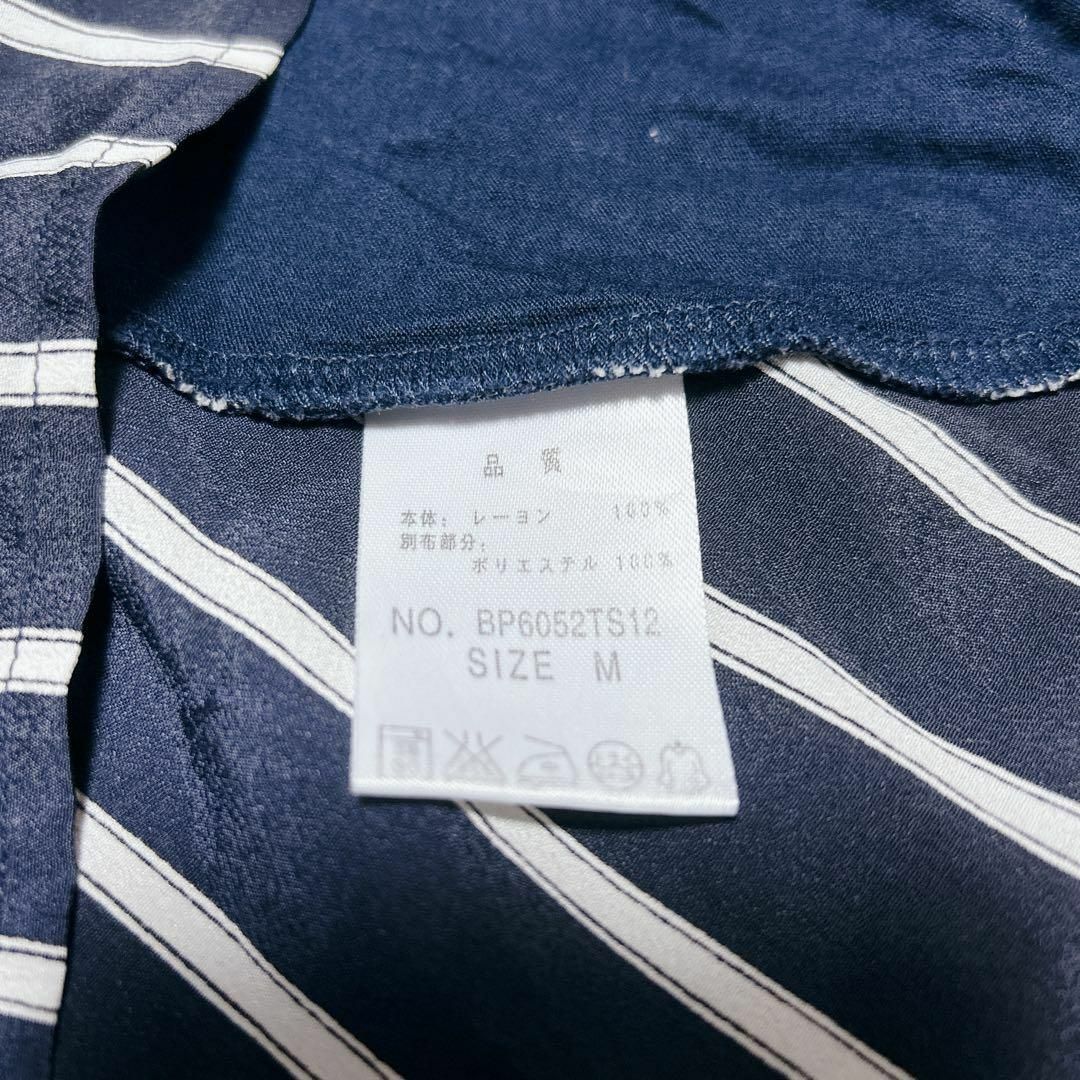 品質
本体: レーヨン 100%
別布部分:
ポリエステル 100%
NO. BP6052TS12
SIZE M